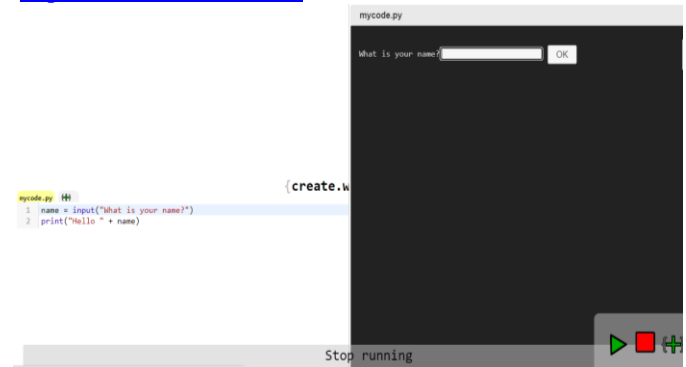 mycode.py
What is your name? OK
{create.w
mycode.py
1 name = input("What is your name?")
2 print("Hello " + name)
Stop running